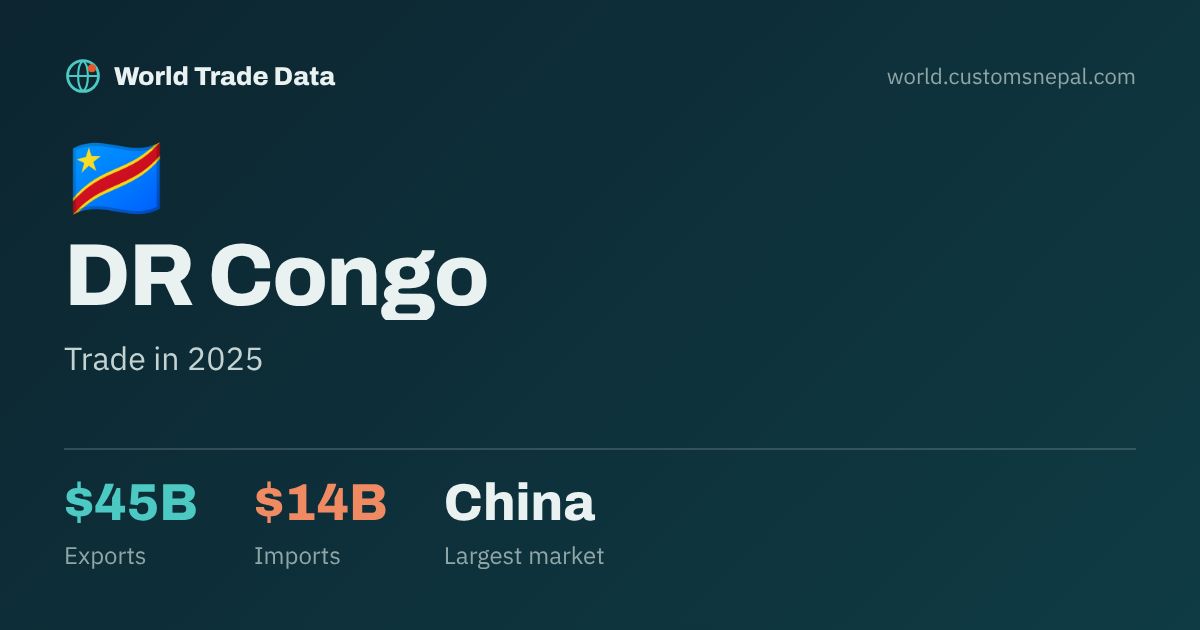 World Trade Data
world.customsnepal.com
DR Congo
Trade in 2025
$45B
Exports
$14B
Imports
China
Largest market